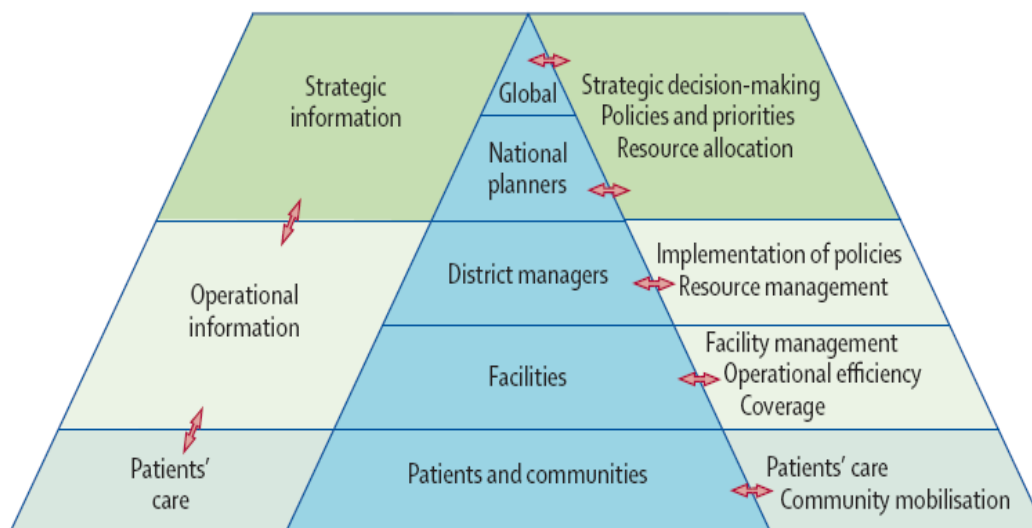 Strategic
information
Global
Strategic decision-making
Policies and priorities
Resource allocation
National
planners
Operational
information
District managers
Implementation of policies
Resource management
Facilities
Facility management
Operational efficiency
Coverage
Patients’
care
Patients and communities
Patients’ care
Community mobilisation